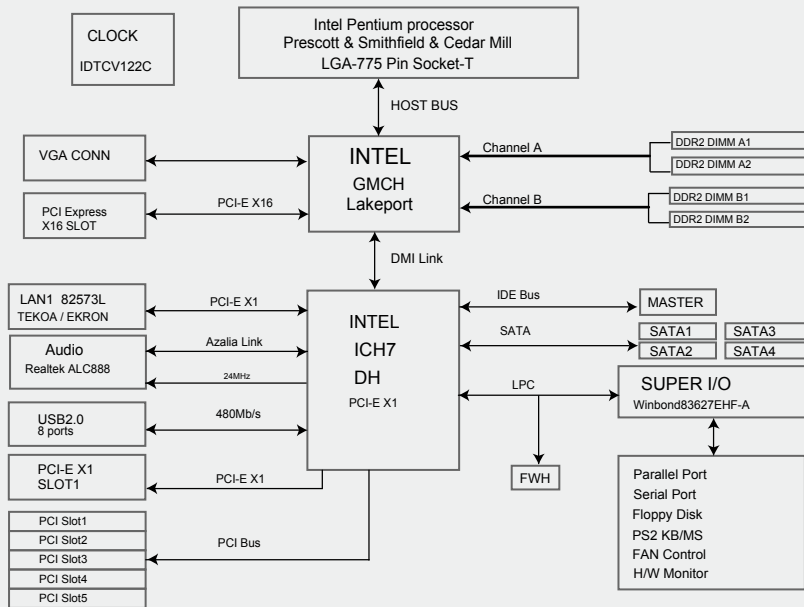 CLOCK
IDTCV122C
Intel Pentium processor
Prescott & Smithfield & Cedar Mill
LGA-775 Pin Socket-T
HOST BUS
VGA CONN
INTEL
GMCH
Lakeport
Channel A
DDR2 DIMM A1
DDR2 DIMM A2
PCI Express
X16 SLOT
PCI-E X16
Channel B
DDR2 DIMM B1
DDR2 DIMM B2
DMI Link
LAN1 82573L
TEKOA / EKRON
PCI-E X1
INTEL
ICH7
DH
PCI-E X1
IDE Bus
MASTER
Audio
Realtek ALC888
Azalia Link
24MHz
SATA
SATA1
SATA3
SATA2
SATA4
USB2.0
8 ports
480Mb/s
LPC
SUPER I/O
Winbond83627EHF-A
FWH
PCI-E X1
SLOT1
PCI-E X1
Parallel Port
Serial Port
Floppy Disk
PS2 KB/MS
FAN Control
H/W Monitor
PCI Slot1
PCI Slot2
PCI Slot3
PCI Slot4
PCI Slot5
PCI Bus